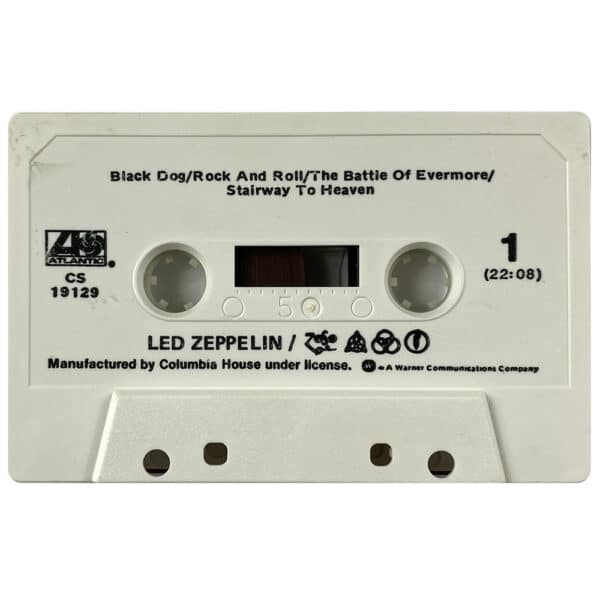 Black Dog/Rock And Roll/The Battle Of Evermore/
Stairway To Heaven
ATLANTIC
CS
19129
1
(22:08)
5
LED ZEPPELIN /
Manufactured by Columbia House under license. A Warner Communications Company